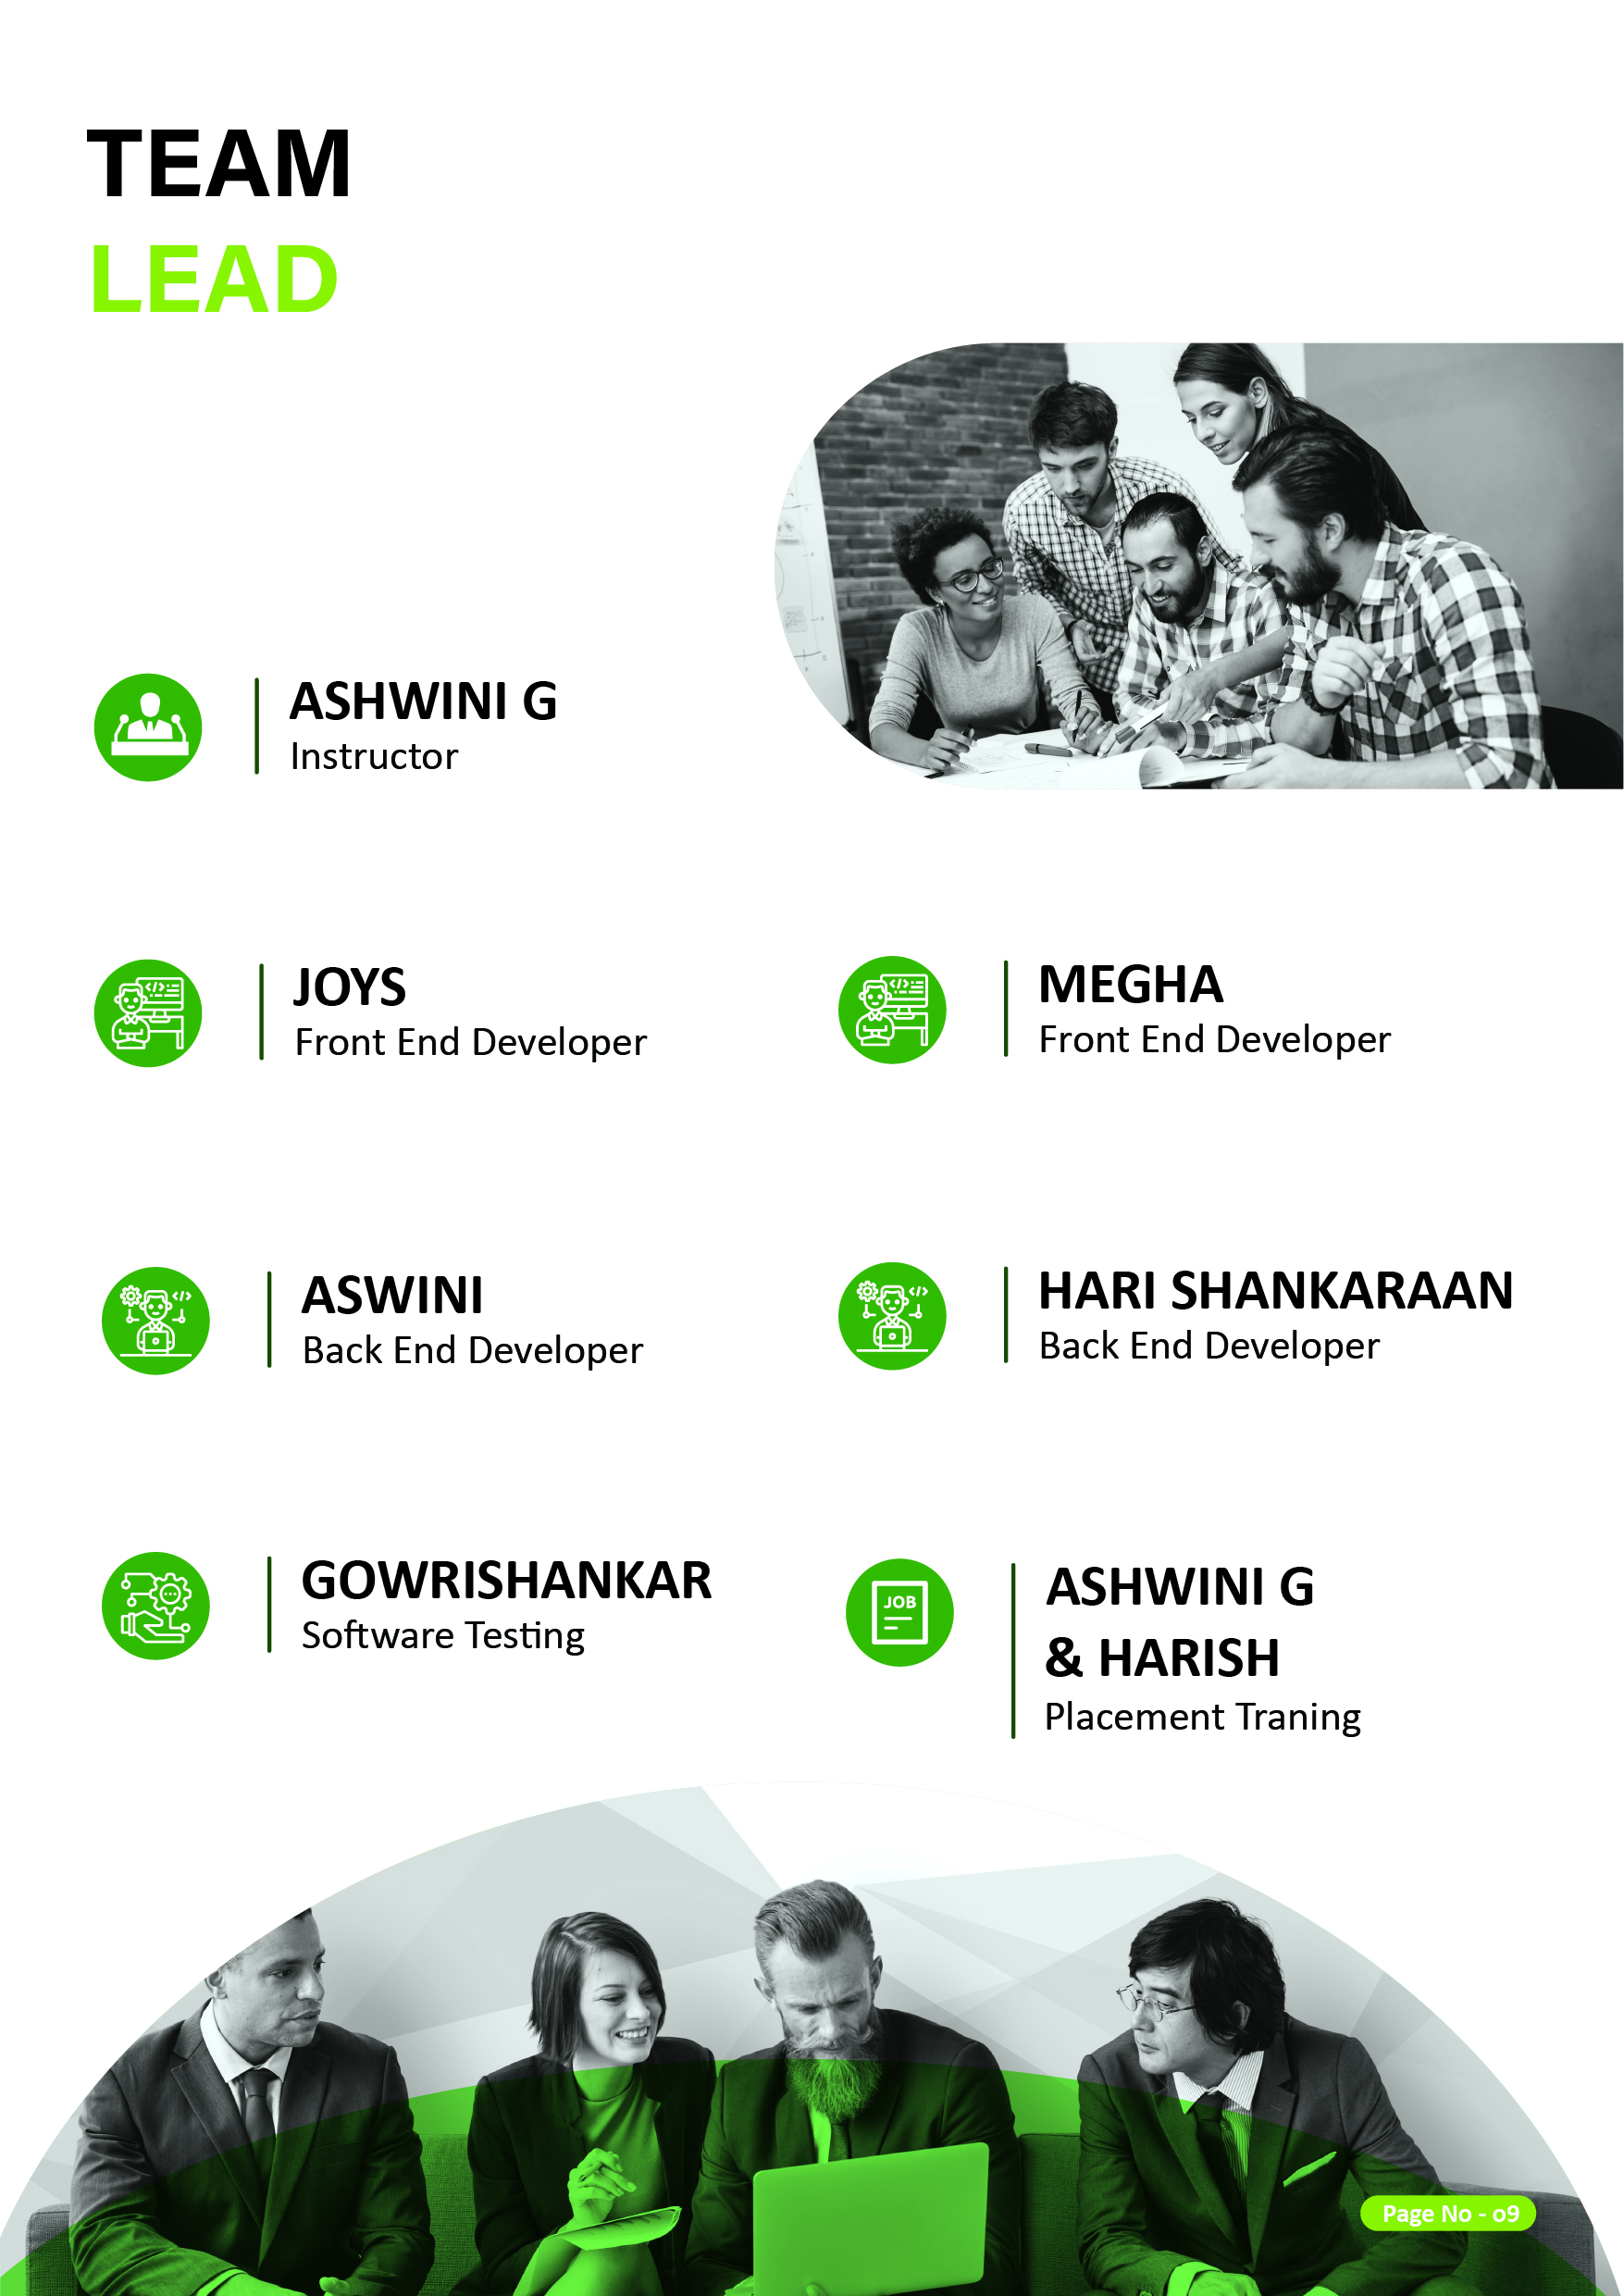 TEAM
LEAD
ASHWINI G
Instructor
JOYS
Front End Developer
MEGHA
Front End Developer
ASWINI
Back End Developer
HARI SHANKARAAN
Back End Developer
GOWRISHANKAR
Software Testing
JOB
ASHWINI G
& HARISH
Placement Traning
Page No - o9